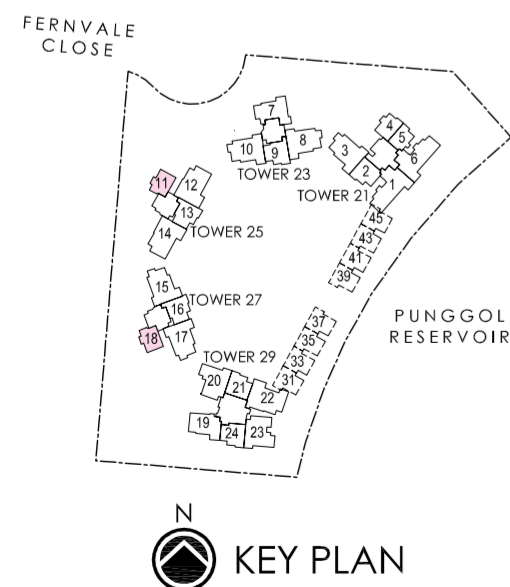 FERNVALE
CLOSE
7
8
10
9
TOWER 23
4
5
3
6
2
1
TOWER 21
45
43
41
39
11
12
13
14
TOWER 25
15
16
TOWER 27
18
17
37
35
33
31
PUNGGOL
RESERVOIR
TOWER 29
20
21
22
19
24
23
N
KEY PLAN